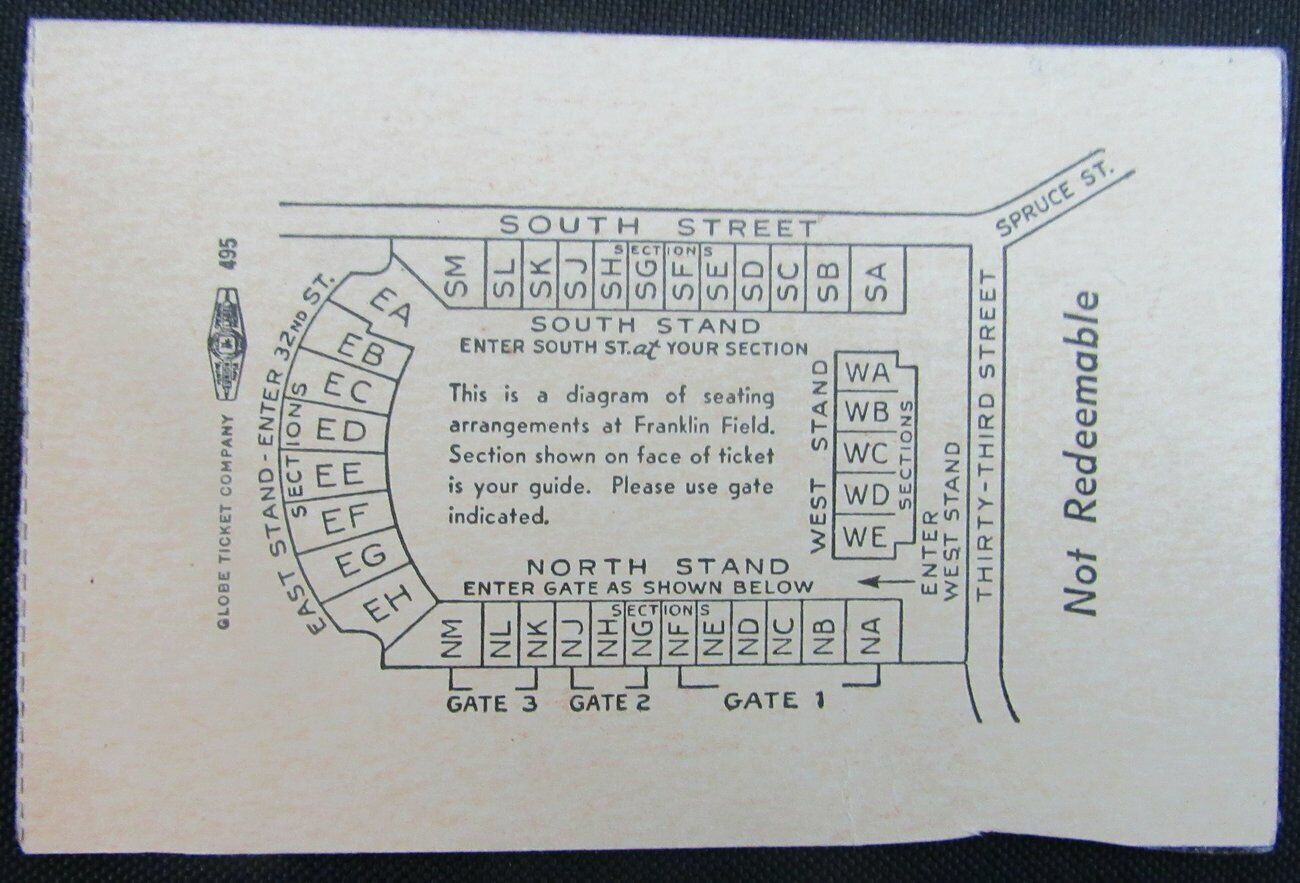 SOUTH STREET
SPRUCE ST.
SM SL SK SJ SH SG SF SE SD SC SB SA
SECTIONS
SOUTH STAND
ENTER SOUTH ST. at YOUR SECTION
EAST STAND-ENTER 32ND ST.
SECTIONS
EA
EB
EC
ED
EE
EF
EG
EH
This is a diagram of seating
arrangements at Franklin Field.
Section shown on face of ticket
is your guide. Please use gate
indicated.
WEST STAND
WA
WB
WC
WD
WE
SECTIONS
ENTER
WEST STAND
THIRTY-THIRD STREET
NORTH STAND
ENTER GATE AS SHOWN BELOW
SECTIONS
NM NL NK NJ NH NG NF NE ND NC NB NA
GATE 3 GATE 2 GATE 1
GLOBE TICKET COMPANY 495
Not Redeemable